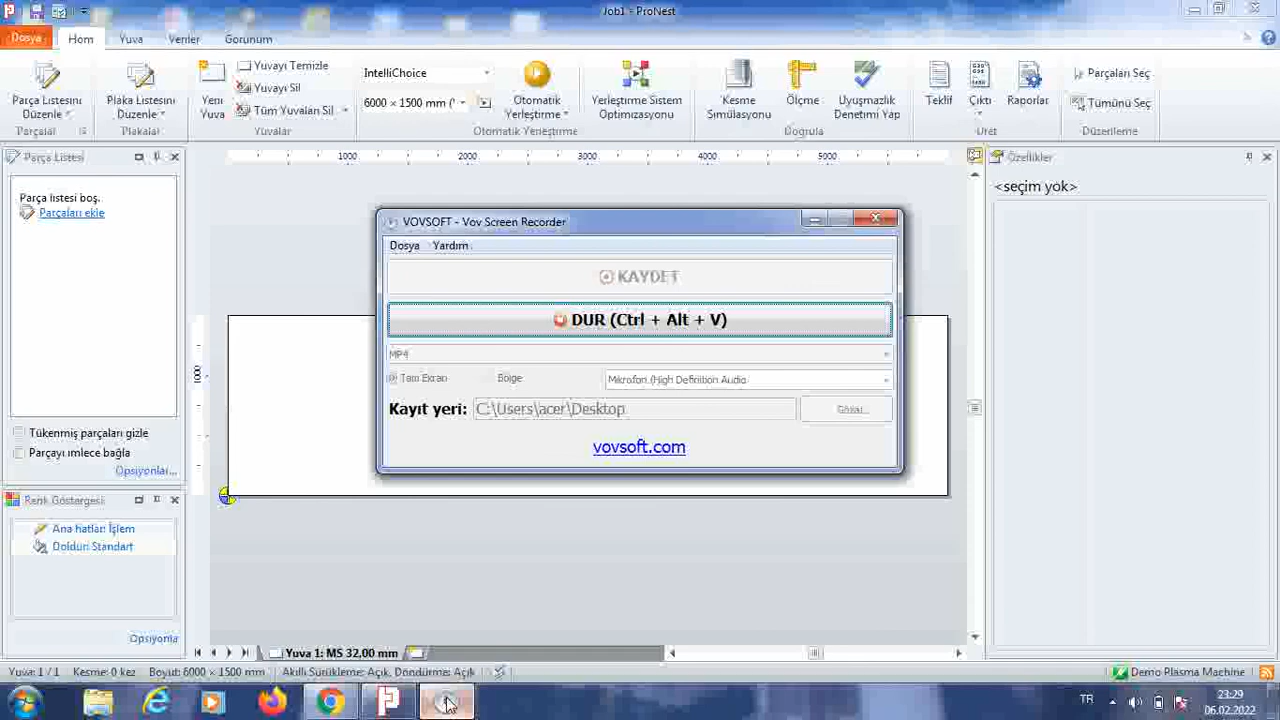 Job1 - ProNest
Dosya Hom Yuva Veriler Gorunum
Parça Listesini Düzenle
Parçalar
Plaka Listesini Düzenle
Plakalar
Yeni Yuva
Yuvayı Temizle
Yuvayı Sil
Tüm Yuvaları Sil
Yuvalar
IntelliChoice
6000 x 1500 mm ('
Otomatik Yerleştirme
Yerleştirme Sistem Optimizasyonu
Otomatik Yerleştirme
Kesme Simülasyonu
Ölçme
Uyuşmazlık Denetimi Yap
Doğrula
Teklif
Çıktı
Raporlar
Üret
Parçaları Seç
Tümünü Seç
Düzenleme
Parça Listesi
Parça listesi boş.
Parçaları ekle
Tükenmiş parçaları gizle
Parçayı imlece bağla
Opsiyonlar...
Renk Göstergesi
Ana hatlar: İşlem
Doldur: Standart
Opsiyonla
1000 2000 3000 4000 5000
1000
VOVSOFT - Vov Screen Recorder
Dosya Yardım
KAYDET
DUR (Ctrl + Alt + V)
MP4
Tam Ekran Bölge Mikrofon (High Definition Audio
Kayıt yeri: C:\Users\acer\Desktop Gözat...
vovsoft.com
Özellikler
<seçim yok>
Yuva 1: MS 32,00 mm
Yuva: 1 / 1 Kesme: 0 kez Boyut: 6000 × 1500 mm Akıllı Sürükleme: Açık, Döndürme: Açık Demo Plasma Machine
TR 23:29
06.02.2022